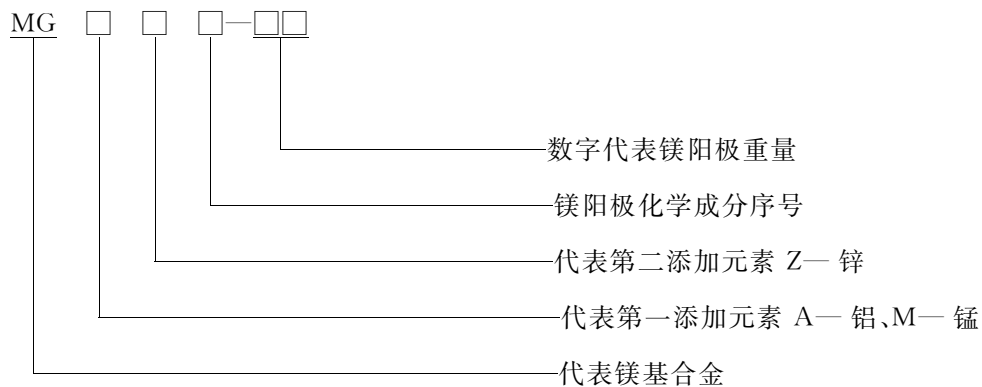 MG □ □ □—□□
数字代表镁阳极重量
镁阳极化学成分序号
代表第二添加元素 Z— 锌
代表第一添加元素 A— 铝、M— 锰
代表镁基合金